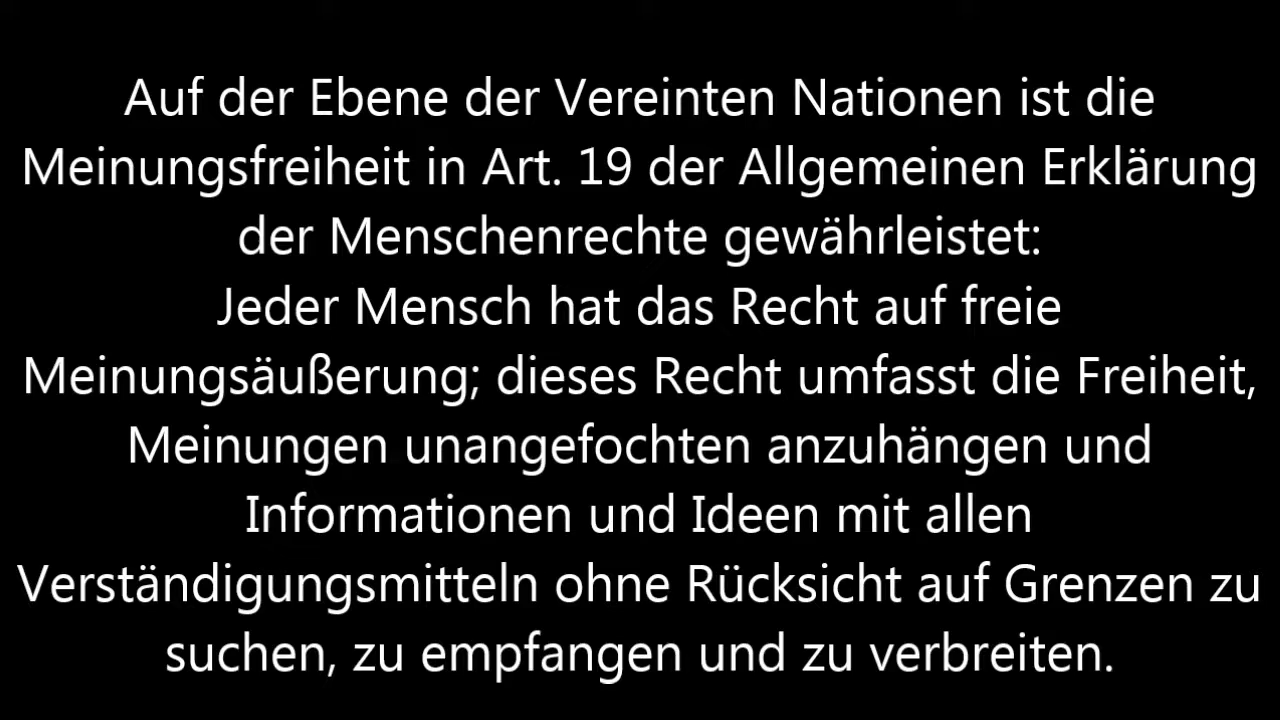 Auf der Ebene der Vereinten Nationen ist die
Meinungsfreiheit in Art. 19 der Allgemeinen Erklärung
der Menschenrechte gewährleistet:
Jeder Mensch hat das Recht auf freie
Meinungsäußerung; dieses Recht umfasst die Freiheit,
Meinungen unangefochten anzuhängen und
Informationen und Ideen mit allen
Verständigungsmitteln ohne Rücksicht auf Grenzen zu
suchen, zu empfangen und zu verbreiten.